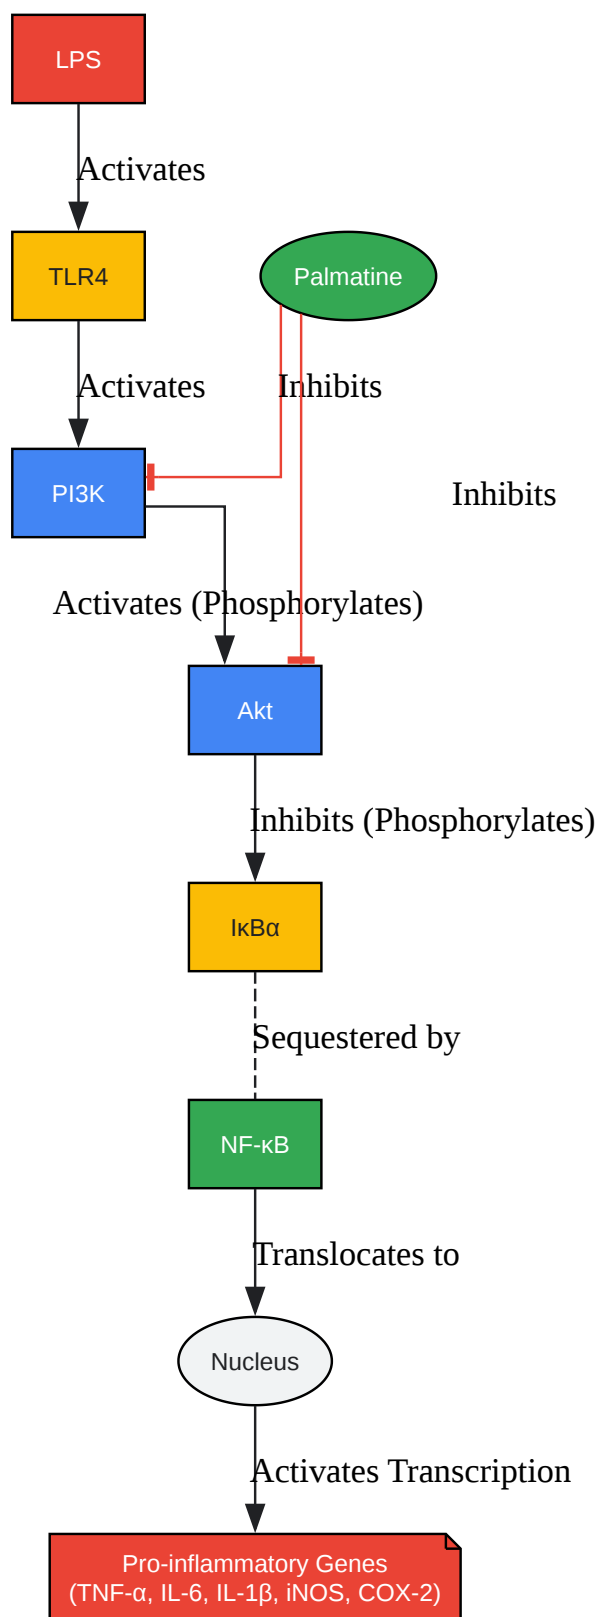 LPS
Activates
TLR4
Palmatine
Activates
Inhibits
PI3K
Inhibits
Activates (Phosphorylates)
Akt
Inhibits (Phosphorylates)
IκBα
Sequestered by
NF-κB
Translocates to
Nucleus
Activates Transcription
Pro-inflammatory Genes
(TNF-α, IL-6, IL-1β, iNOS, COX-2)